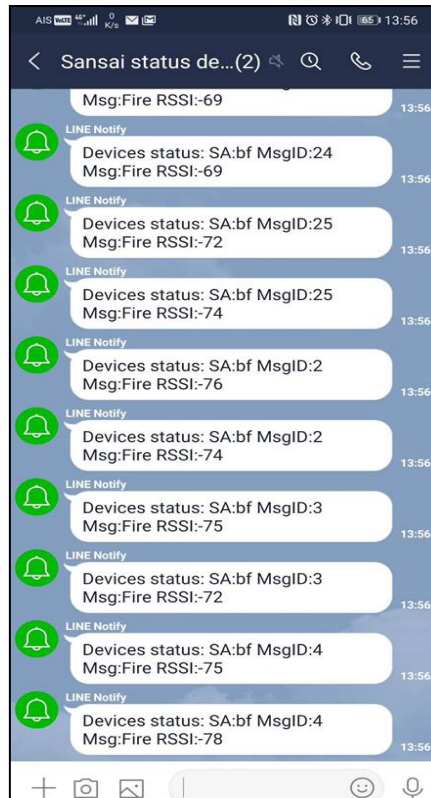 AIS VoLTE 4G 0 K/s 65 13:56
Sansai status de...(2)
Msg:Fire RSSI:-69
13:56
LINE Notify
Devices status: SA:bf MsgID:24
Msg:Fire RSSI:-69
13:56
LINE Notify
Devices status: SA:bf MsgID:25
Msg:Fire RSSI:-72
13:56
LINE Notify
Devices status: SA:bf MsgID:25
Msg:Fire RSSI:-74
13:56
LINE Notify
Devices status: SA:bf MsgID:2
Msg:Fire RSSI:-76
13:56
LINE Notify
Devices status: SA:bf MsgID:2
Msg:Fire RSSI:-74
13:56
LINE Notify
Devices status: SA:bf MsgID:3
Msg:Fire RSSI:-75
13:56
LINE Notify
Devices status: SA:bf MsgID:3
Msg:Fire RSSI:-72
13:56
LINE Notify
Devices status: SA:bf MsgID:4
Msg:Fire RSSI:-75
13:56
LINE Notify
Devices status: SA:bf MsgID:4
Msg:Fire RSSI:-78
13:56